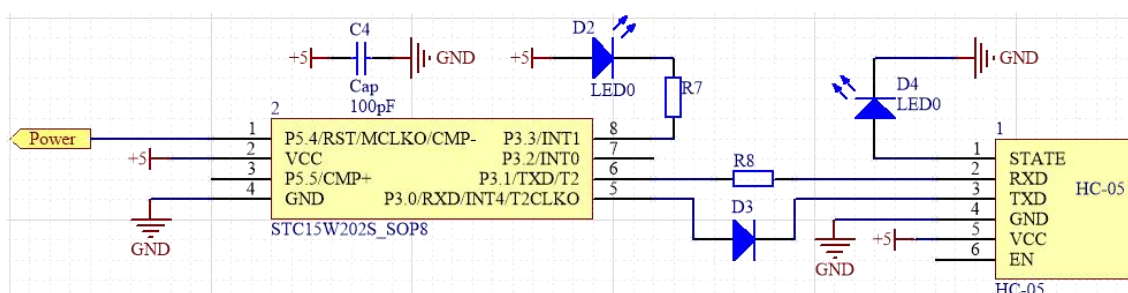 C4
+5
GND
Cap
100pF
D2
+5
LED0
R7
D4
LED0
GND
2
Power
1
P5.4/RST/MCLKO/CMP-
P3.3/INT1
8
+5
2
VCC
P3.2/INT0
7
3
P5.5/CMP+
P3.1/TXD/T2
6
4
GND
P3.0/RXD/INT4/T2CLKO
5
GND
STC15W202S_SOP8
R8
D3
1
1
STATE
2
RXD
HC-05
3
TXD
4
GND
+5
5
VCC
6
EN
GND
HC-05